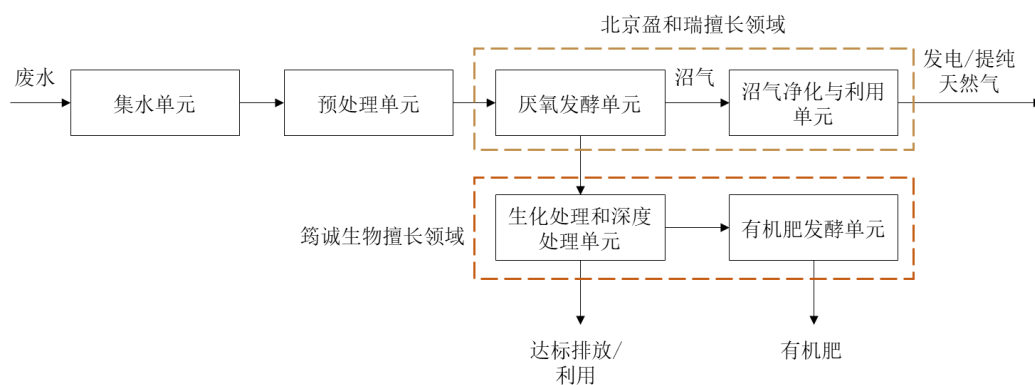 北京盈和瑞擅长领域
废水
集水单元
预处理单元
厌氧发酵单元
沼气
沼气净化与利用
单元
发电/提纯
天然气
筠诚生物擅长领域
生化处理和深度
处理单元
有机肥发酵单元
达标排放/
利用
有机肥